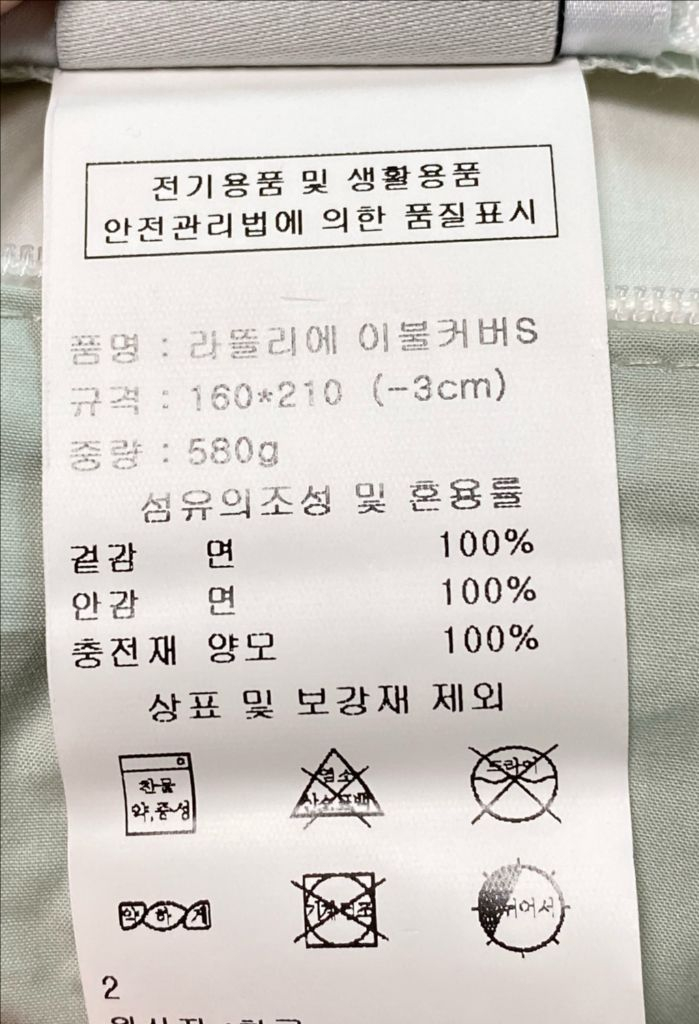 전기용품 및 생활용품
안전관리법에 의한 품질표시
품명 : 라뜰리에 이불커버S
규격 : 160*210 (-3cm)
중량 : 580g
섬유의조성 및 혼용률
겉감 면 100%
안감 면 100%
충전재 양모 100%
상표 및 보강재 제외
찬물
약,중성
염소
산소표백
드라이
약하게
기계건조
뉘어서
2